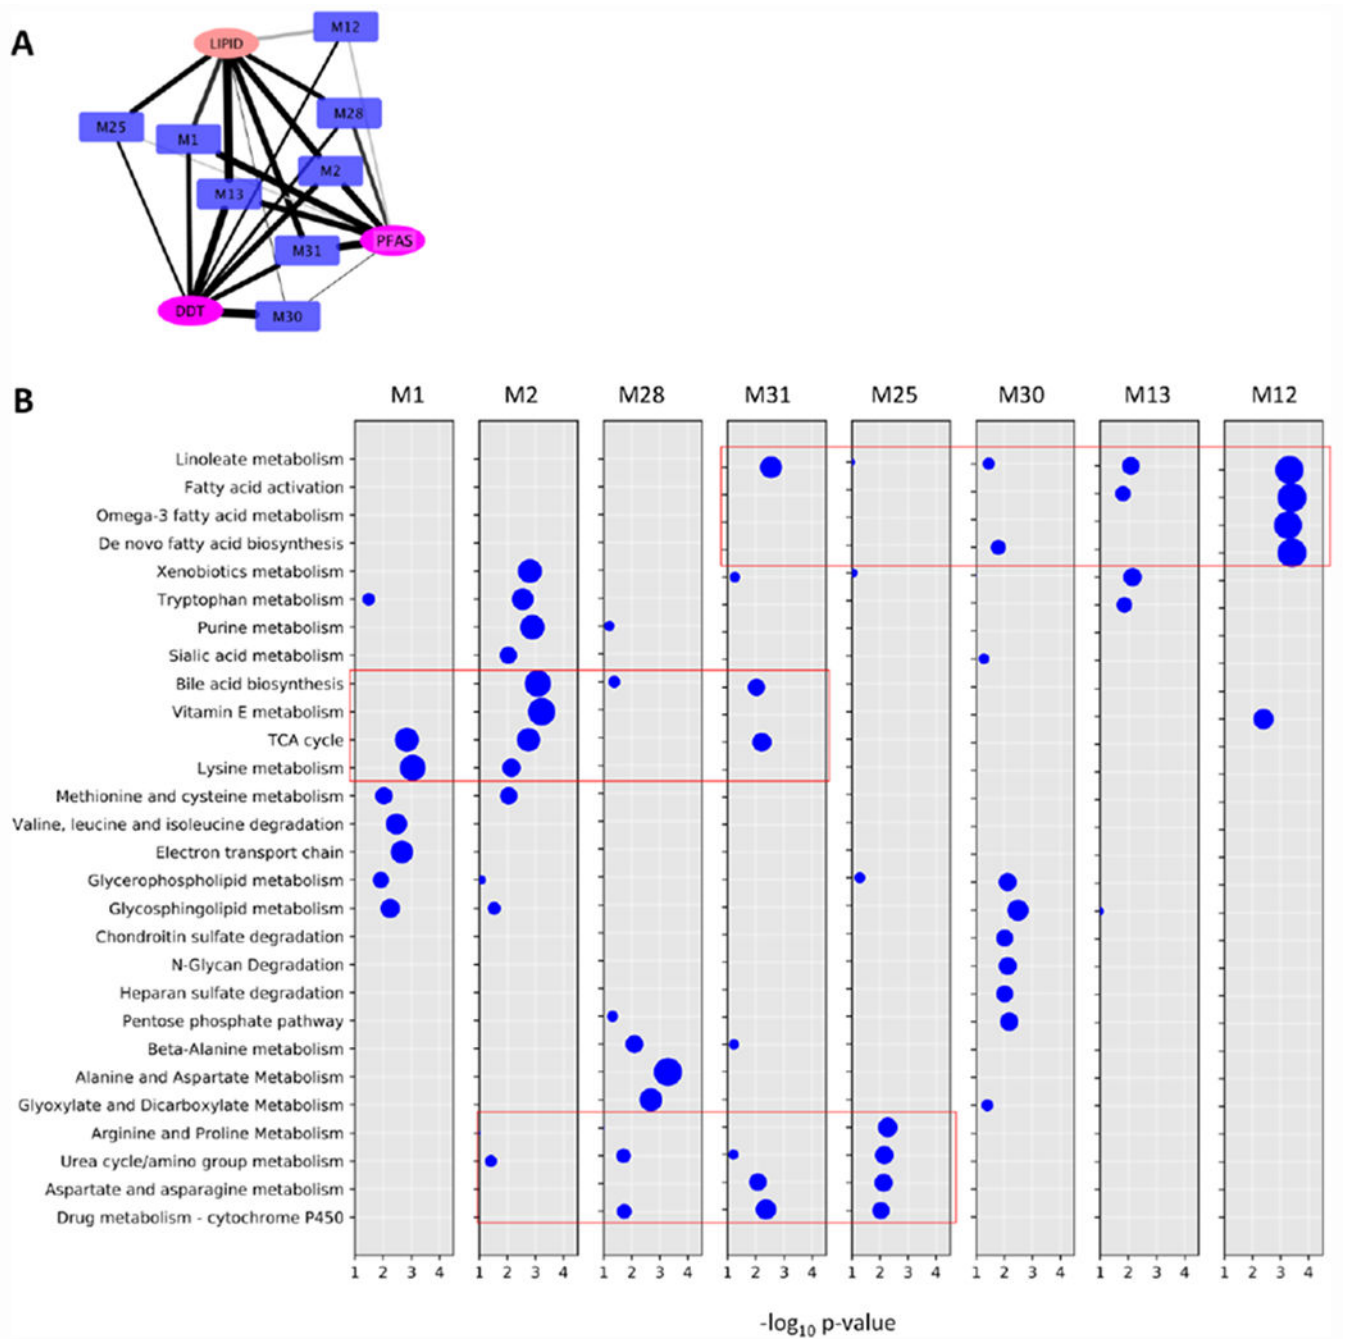 A
LIPID
M12
M25
M1
M28
M2
M13
M31
PFAS
DDT
M30
B
M1 M2 M28 M31 M25 M30 M13 M12
Linoleate metabolism
Fatty acid activation
Omega-3 fatty acid metabolism
De novo fatty acid biosynthesis
Xenobiotics metabolism
Tryptophan metabolism
Purine metabolism
Sialic acid metabolism
Bile acid biosynthesis
Vitamin E metabolism
TCA cycle
Lysine metabolism
Methionine and cysteine metabolism
Valine, leucine and isoleucine degradation
Electron transport chain
Glycerophospholipid metabolism
Glycosphingolipid metabolism
Chondroitin sulfate degradation
N-Glycan Degradation
Heparan sulfate degradation
Pentose phosphate pathway
Beta-Alanine metabolism
Alanine and Aspartate Metabolism
Glyoxylate and Dicarboxylate Metabolism
Arginine and Proline Metabolism
Urea cycle/amino group metabolism
Aspartate and asparagine metabolism
Drug metabolism - cytochrome P450
1 2 3 4 1 2 3 4 1 2 3 4 1 2 3 4 1 2 3 4 1 2 3 4 1 2 3 4 1 2 3 4
-log₁₀ p-value